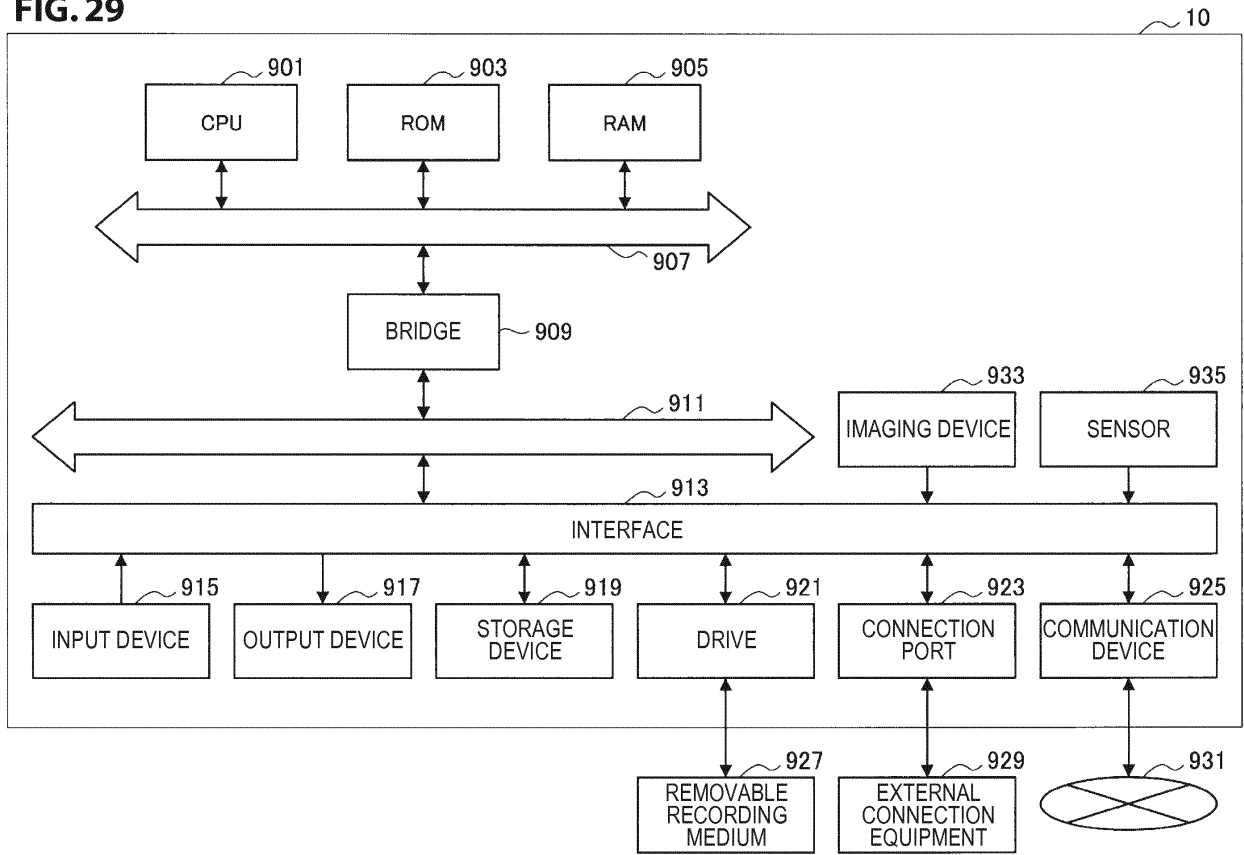 FIG. 29
10
901
903
905
CPU
ROM
RAM
907
BRIDGE
909
911
933
935
IMAGING DEVICE
SENSOR
913
INTERFACE
915
917
919
921
923
925
INPUT DEVICE
OUTPUT DEVICE
STORAGE
DEVICE
DRIVE
CONNECTION
PORT
COMMUNICATION
DEVICE
927
929
931
REMOVABLE
RECORDING
MEDIUM
EXTERNAL
CONNECTION
EQUIPMENT